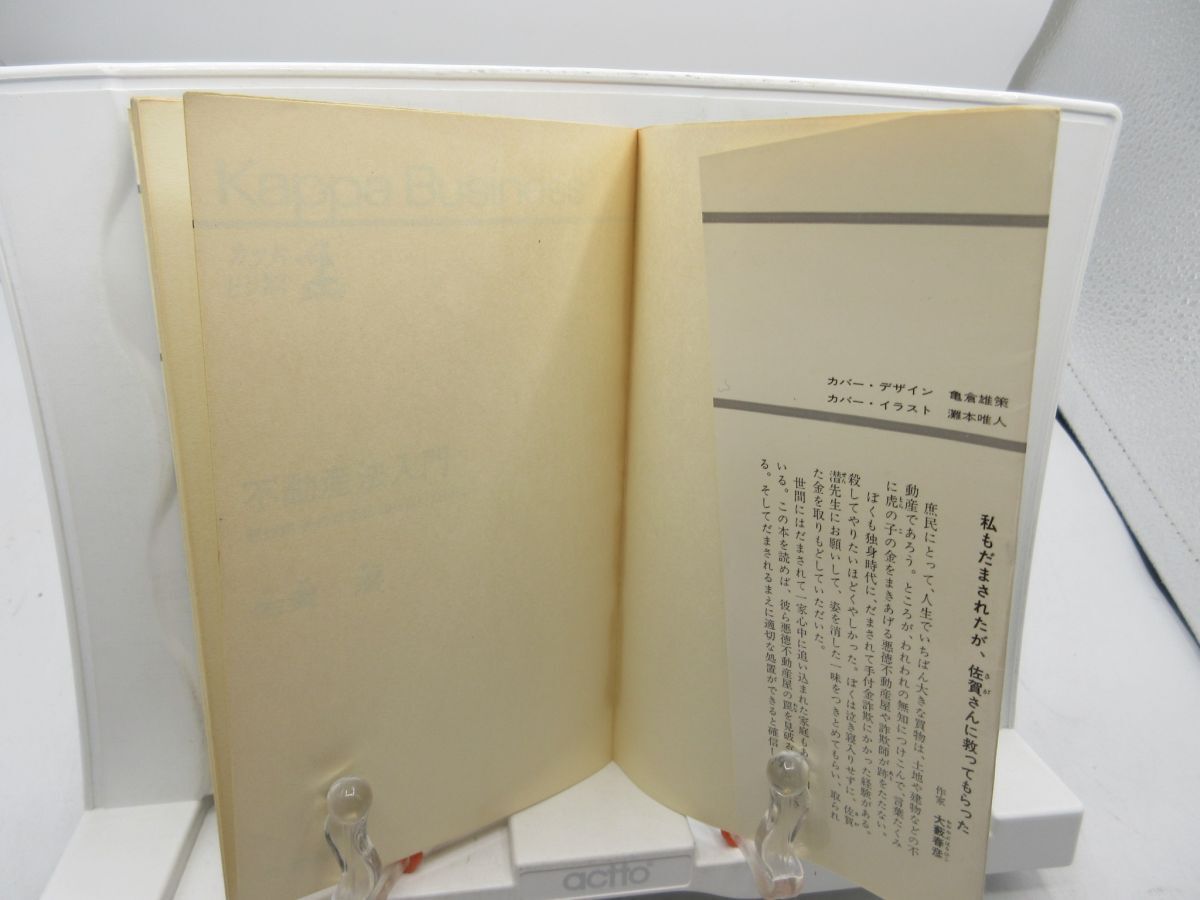 Kappa Business
不動産法入門
カバー・デザイン 亀倉雄策
カバー・イラスト 灘本唯人
私もだまされたが、佐賀さんに救ってもらった
作家 大藪春彦
庶民にとって、人生でいちばん大きな買物は、土地や建物などの不
動産であろう。ところが、われわれの無知につけこんで、言葉たくみ
に虎の子の金をまきあげる悪徳不動産屋や詐欺師が跡をたたない。
ぼくも独身時代に、だまされて手付金詐欺にかかった経験がある。
殺してやりたいほどくやしかった。ぼくは泣き寝入りせずに、佐賀
潜先生にお願いして、姿を消した一味をつきとめてもらい、取られ
た金を取りもどしていただいた。
世間にはだまされて一家心中に追い込まれた家庭もあ
いる。この本を読めば、彼ら悪徳不動産屋の罠を見破る
る。そしてだまされるまえに適切な処置ができると確信し
actto